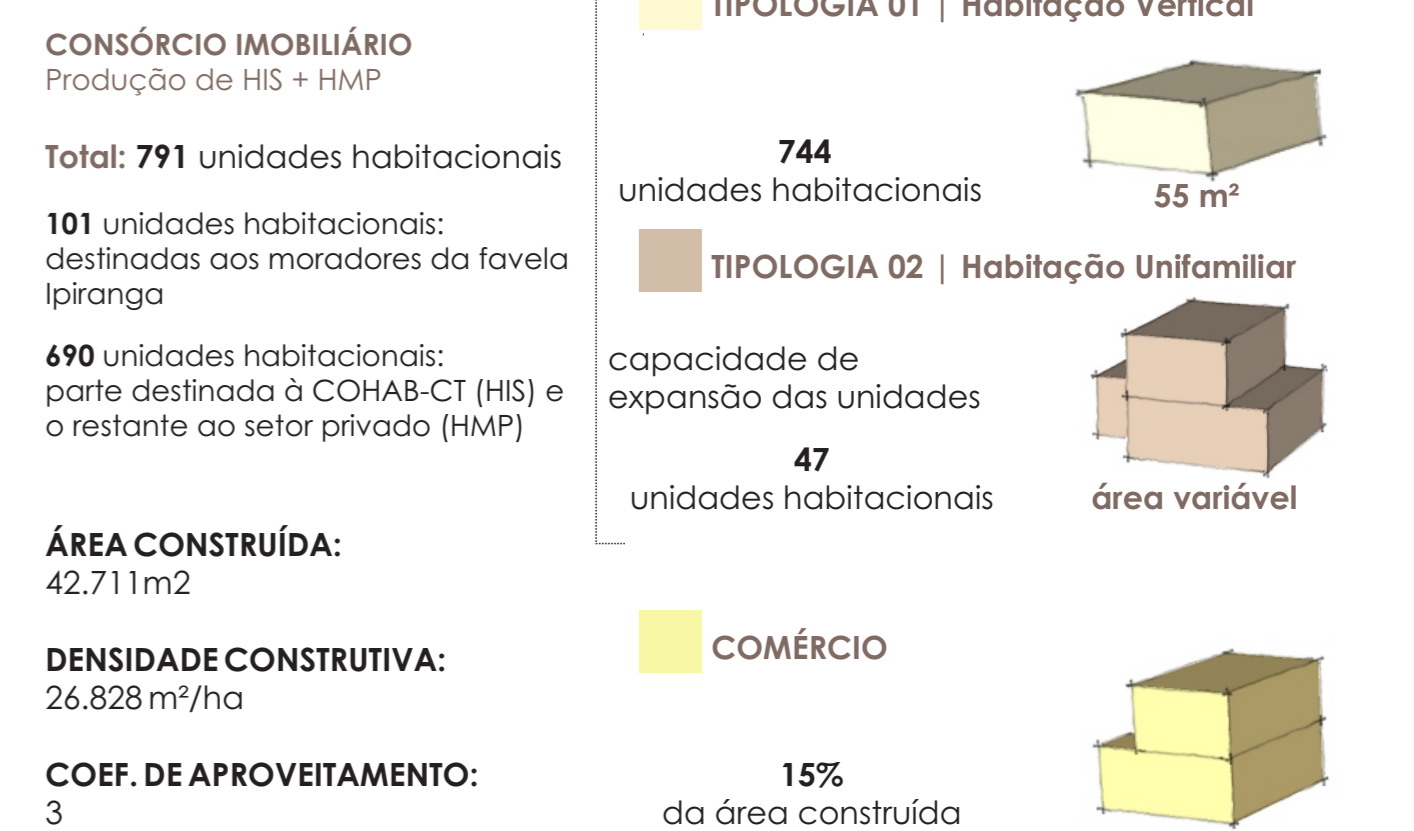 CONSÓRCIO IMOBILIÁRIO
Produção de HIS + HMP
Total: 791 unidades habitacionais
101 unidades habitacionais:
destinadas aos moradores da favela
Ipiranga
690 unidades habitacionais:
parte destinada à COHAB-CT (HIS) e
o restante ao setor privado (HMP)
ÁREA CONSTRUÍDA:
42.711m2
DENSIDADE CONSTRUTIVA:
26.828 m²/ha
COEF. DE APROVEITAMENTO:
3
TIPOLOGIA 01 | Habitação Vertical
744
unidades habitacionais
55 m²
TIPOLOGIA 02 | Habitação Unifamiliar
capacidade de
expansão das unidades
47
unidades habitacionais
área variável
COMÉRCIO
15%
da área construída